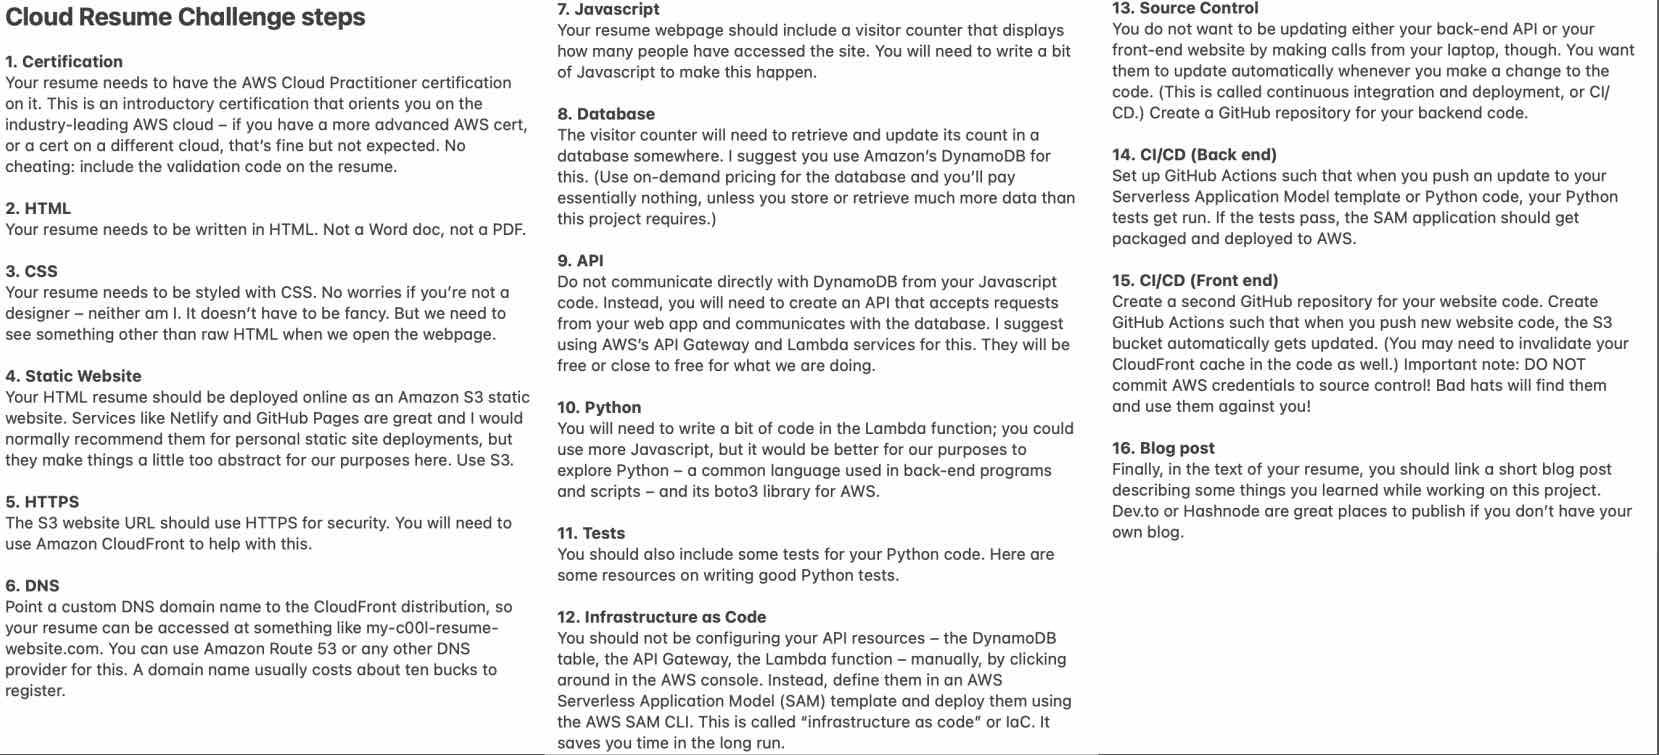 Cloud Resume Challenge steps
1. Certification
Your resume needs to have the AWS Cloud Practitioner certification
on it. This is an introductory certification that orients you on the
industry-leading AWS cloud – if you have a more advanced AWS cert,
or a cert on a different cloud, that's fine but not expected. No
cheating: include the validation code on the resume.
2. HTML
Your resume needs to be written in HTML. Not a Word doc, not a PDF.
3. CSS
Your resume needs to be styled with CSS. No worries if you're not a
designer – neither am I. It doesn't have to be fancy. But we need to
see something other than raw HTML when we open the webpage.
4. Static Website
Your HTML resume should be deployed online as an Amazon S3 static
website. Services like Netlify and GitHub Pages are great and I would
normally recommend them for personal static site deployments, but
they make things a little too abstract for our purposes here. Use S3.
5. HTTPS
The S3 website URL should use HTTPS for security. You will need to
use Amazon CloudFront to help with this.
6. DNS
Point a custom DNS domain name to the CloudFront distribution, so
your resume can be accessed at something like my-c00l-resume-
website.com. You can use Amazon Route 53 or any other DNS
provider for this. A domain name usually costs about ten bucks to
register.
7. Javascript
Your resume webpage should include a visitor counter that displays
how many people have accessed the site. You will need to write a bit
of Javascript to make this happen.
8. Database
The visitor counter will need to retrieve and update its count in a
database somewhere. I suggest you use Amazon's DynamoDB for
this. (Use on-demand pricing for the database and you'll pay
essentially nothing, unless you store or retrieve much more data than
this project requires.)
9. API
Do not communicate directly with DynamoDB from your Javascript
code. Instead, you will need to create an API that accepts requests
from your web app and communicates with the database. I suggest
using AWS's API Gateway and Lambda services for this. They will be
free or close to free for what we are doing.
10. Python
You will need to write a bit of code in the Lambda function; you could
use more Javascript, but it would be better for our purposes to
explore Python – a common language used in back-end programs
and scripts – and its boto3 library for AWS.
11. Tests
You should also include some tests for your Python code. Here are
some resources on writing good Python tests.
12. Infrastructure as Code
You should not be configuring your API resources – the DynamoDB
table, the API Gateway, the Lambda function – manually, by clicking
around in the AWS console. Instead, define them in an AWS
Serverless Application Model (SAM) template and deploy them using
the AWS SAM CLI. This is called “infrastructure as code” or IaC. It
saves you time in the long run.
13. Source Control
You do not want to be updating either your back-end API or your
front-end website by making calls from your laptop, though. You want
them to update automatically whenever you make a change to the
code. (This is called continuous integration and deployment, or CI/
CD.) Create a GitHub repository for your backend code.
14. CI/CD (Back end)
Set up GitHub Actions such that when you push an update to your
Serverless Application Model template or Python code, your Python
tests get run. If the tests pass, the SAM application should get
packaged and deployed to AWS.
15. CI/CD (Front end)
Create a second GitHub repository for your website code. Create
GitHub Actions such that when you push new website code, the S3
bucket automatically gets updated. (You may need to invalidate your
CloudFront cache in the code as well.) Important note: DO NOT
commit AWS credentials to source control! Bad hats will find them
and use them against you!
16. Blog post
Finally, in the text of your resume, you should link a short blog post
describing some things you learned while working on this project.
Dev.to or Hashnode are great places to publish if you don't have your
own blog.